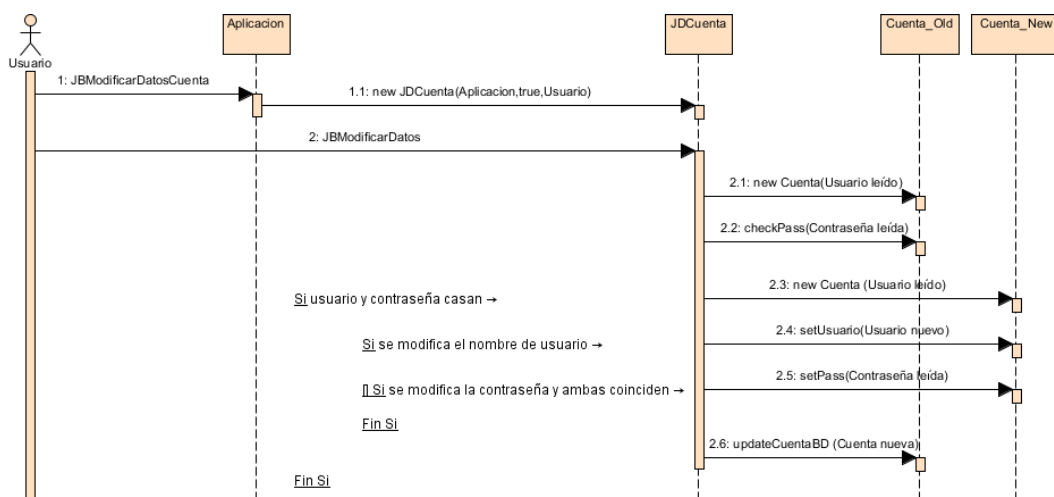 Aplicacion
JDCuenta
Cuenta_Old
Cuenta_New
Usuario
1: JBModificarDatosCuenta
1.1: new JDCuenta(Aplicacion,true,Usuario)
2: JBModificarDatos
2.1: new Cuenta(Usuario leído)
2.2: checkPass(Contraseña leída)
2.3: new Cuenta (Usuario leído)
Si usuario y contraseña casan →
2.4: setUsuario(Usuario nuevo)
Si se modifica el nombre de usuario →
2.5: setPass(Contraseña leída)
[] Si se modifica la contraseña y ambas coinciden →
Fin Si
2.6: updateCuentaBD (Cuenta nueva)
Fin Si